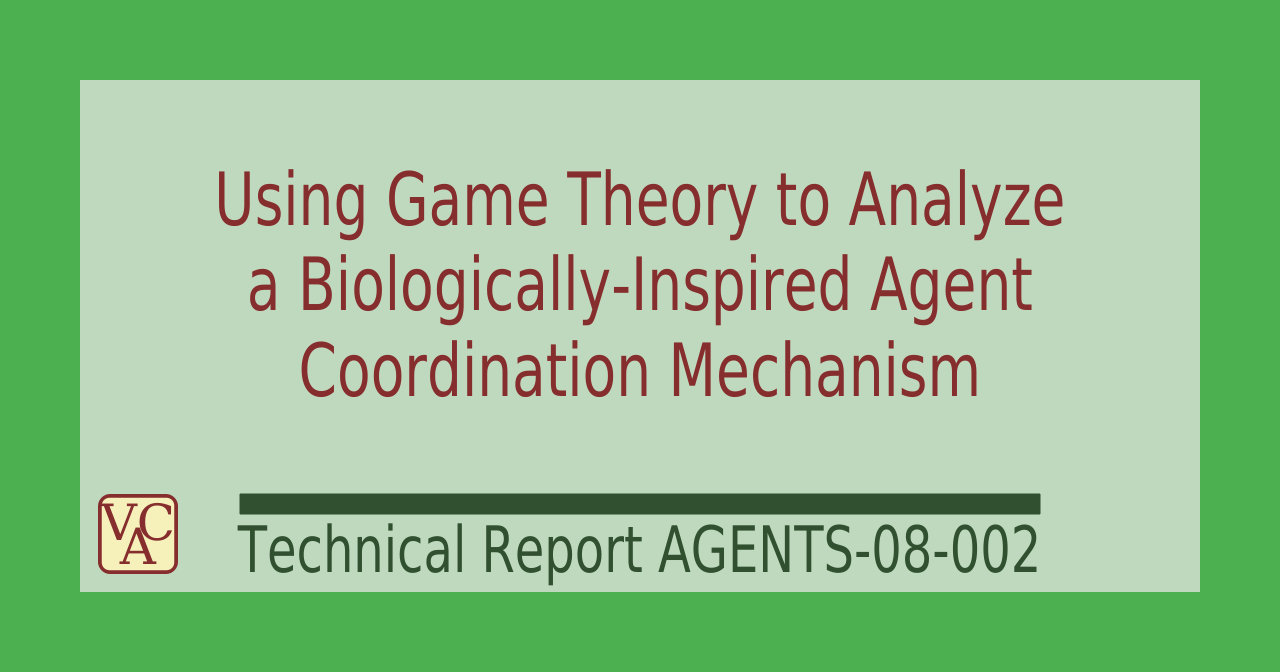 Using Game Theory to Analyze
a Biologically-Inspired Agent
Coordination Mechanism
VAC
Technical Report AGENTS-08-002